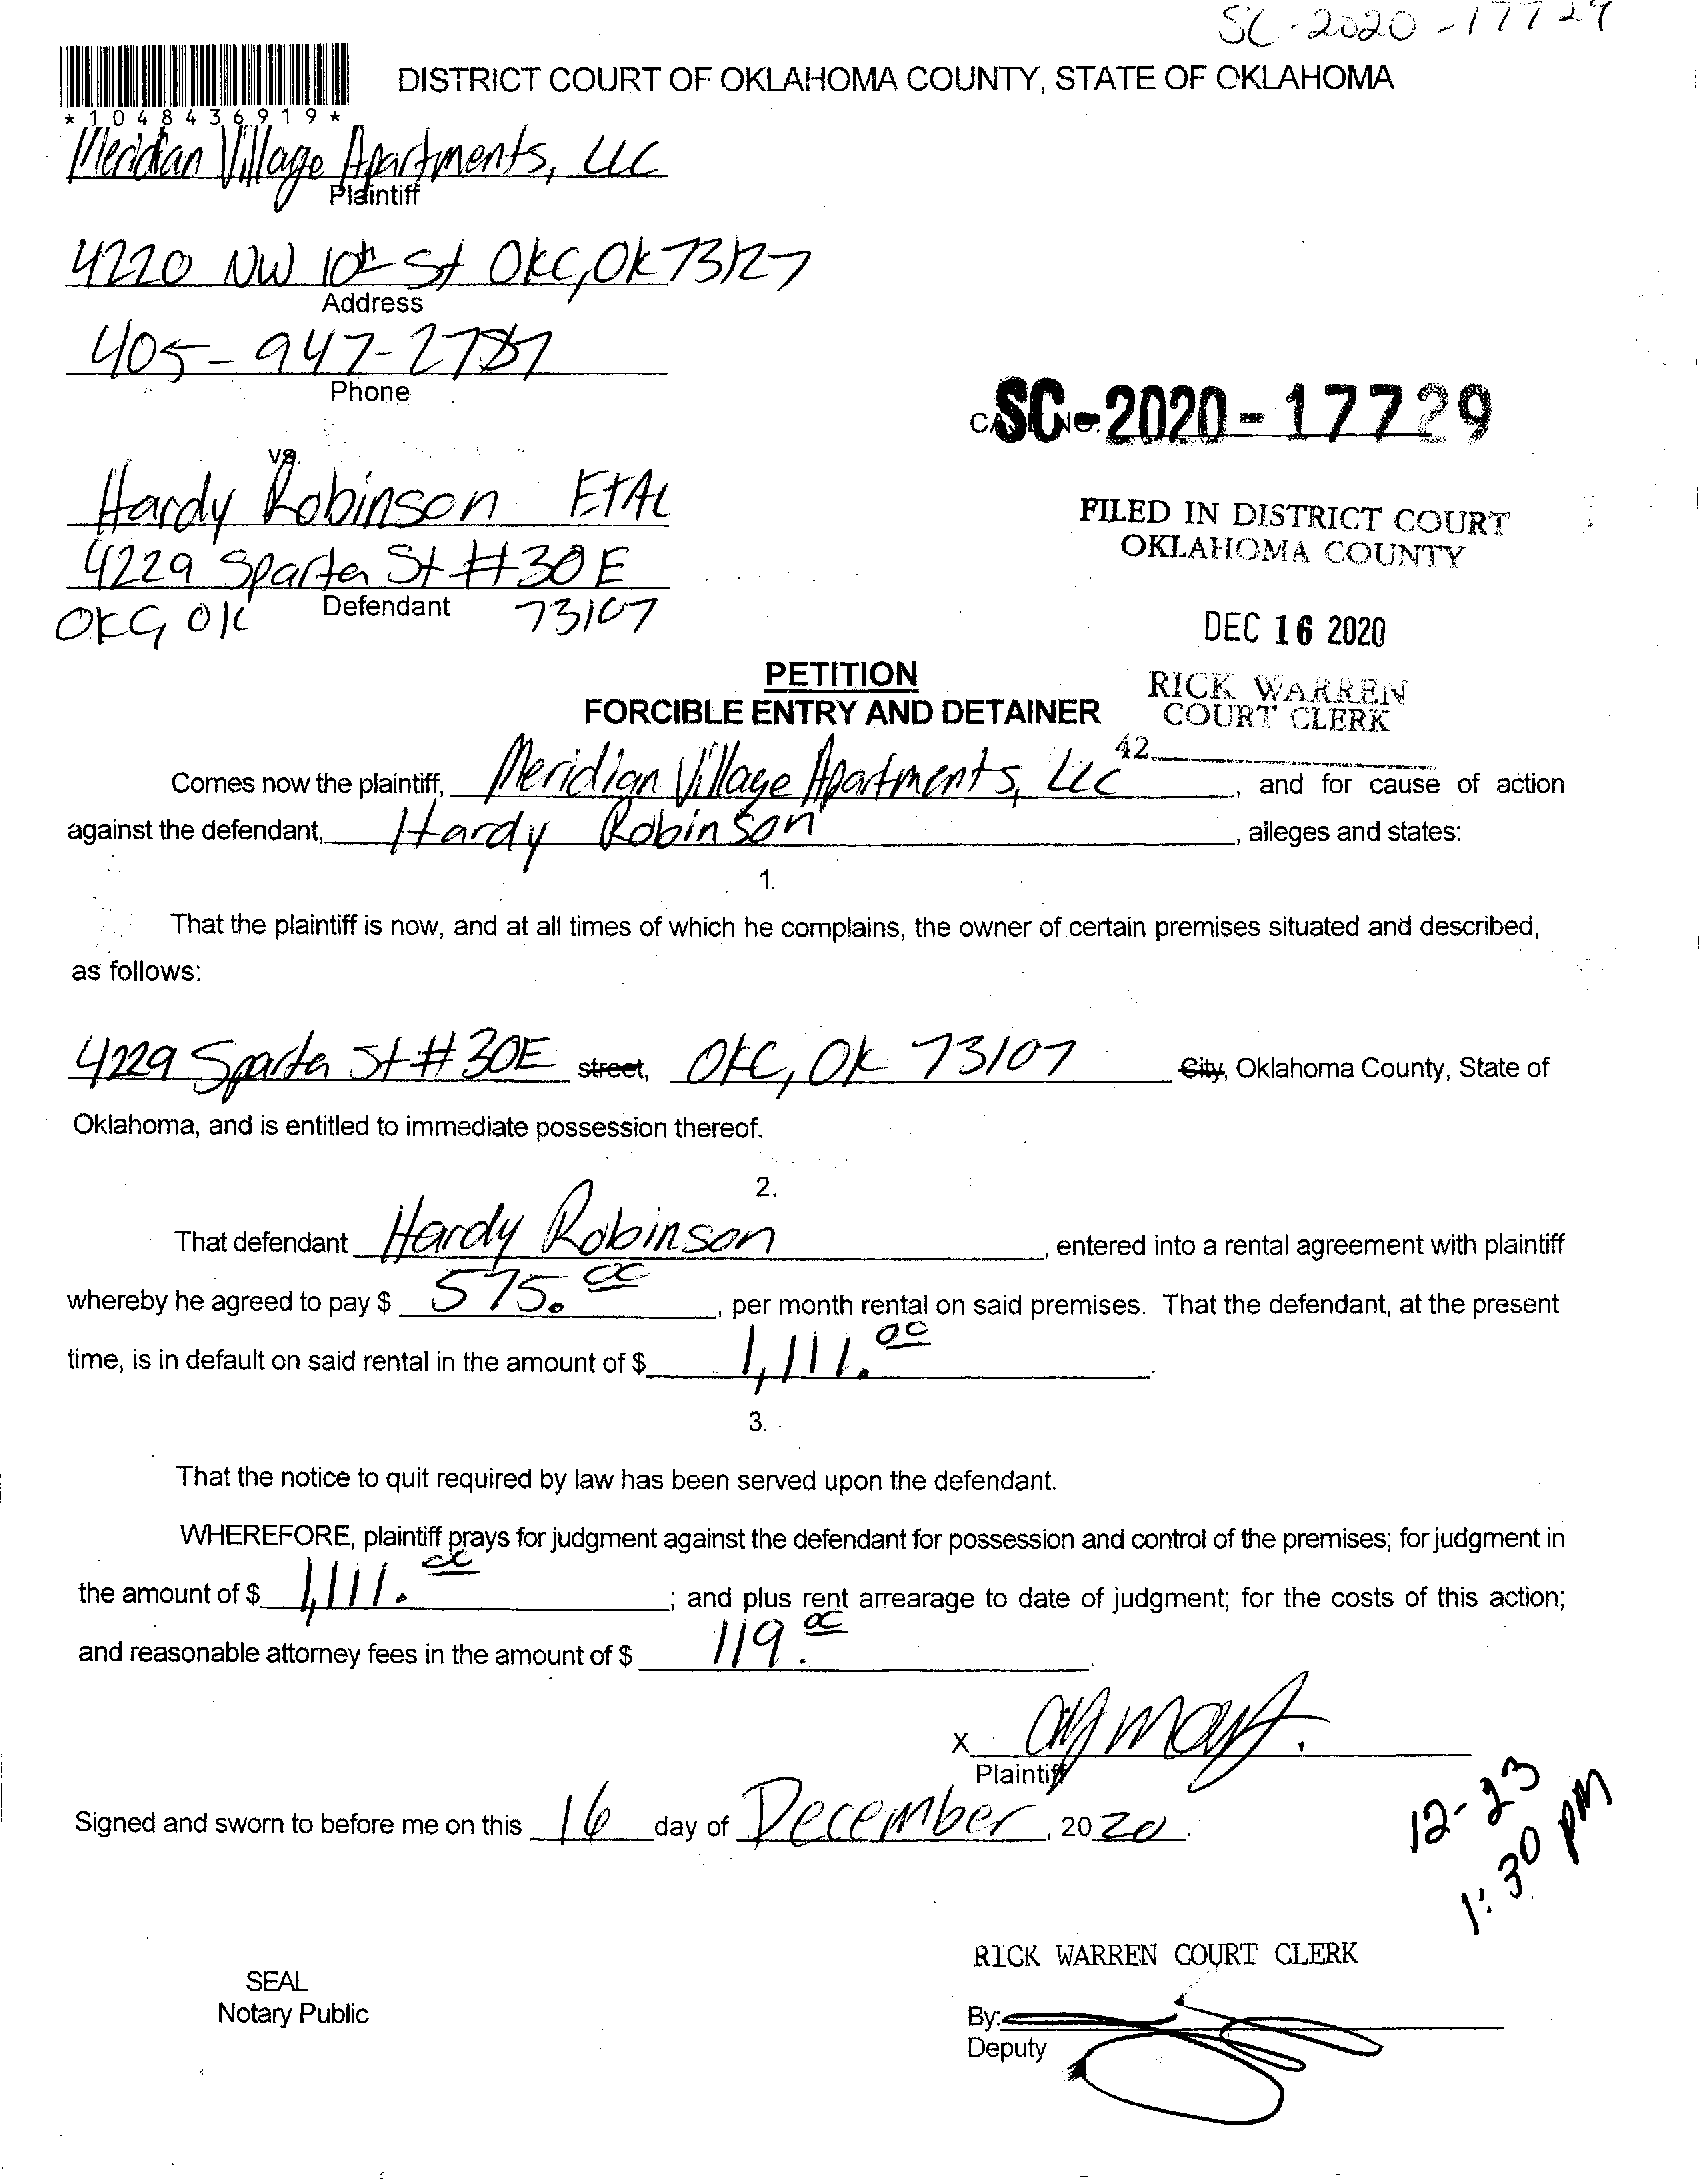 SC-2020-17729
DISTRICT COURT OF OKLAHOMA COUNTY, STATE OF OKLAHOMA
*1048436919*
Meridian Village Apartments, LLC
Plaintiff
4220 NW 10th St OKC, OK 73127
Address
405-947-2787
Phone
SC-2020-17729
vs.
Hardy Robinson ETAL
4229 Sparta St #30E
Defendant
OKC, OK 73107
FILED IN DISTRICT COURT
OKLAHOMA COUNTY
DEC 16 2020
PETITION
FORCIBLE ENTRY AND DETAINER
RICK WARREN
COURT CLERK
42
Comes now the plaintiff, Meridian Village Apartments, LLC, and for cause of action
against the defendant, Hardy Robinson, alleges and states:
1.
That the plaintiff is now, and at all times of which he complains, the owner of certain premises situated and described,
as follows:
4229 Sparta St #30E street, OKC, OK 73107 City, Oklahoma County, State of
Oklahoma, and is entitled to immediate possession thereof.
2.
That defendant Hardy Robinson, entered into a rental agreement with plaintiff
whereby he agreed to pay $ 575.00, per month rental on said premises. That the defendant, at the present
time, is in default on said rental in the amount of $ 1,111.00.
3.
That the notice to quit required by law has been served upon the defendant.
WHEREFORE, plaintiff prays for judgment against the defendant for possession and control of the premises; for judgment in
the amount of $ 1,111.00; and plus rent arrearage to date of judgment; for the costs of this action;
and reasonable attorney fees in the amount of $ 119.00.
x
Plaintiff
Signed and sworn to before me on this 16 day of December, 2020.
12-23
1:30 pm
RICK WARREN COURT CLERK
SEAL
Notary Public
By:
Deputy